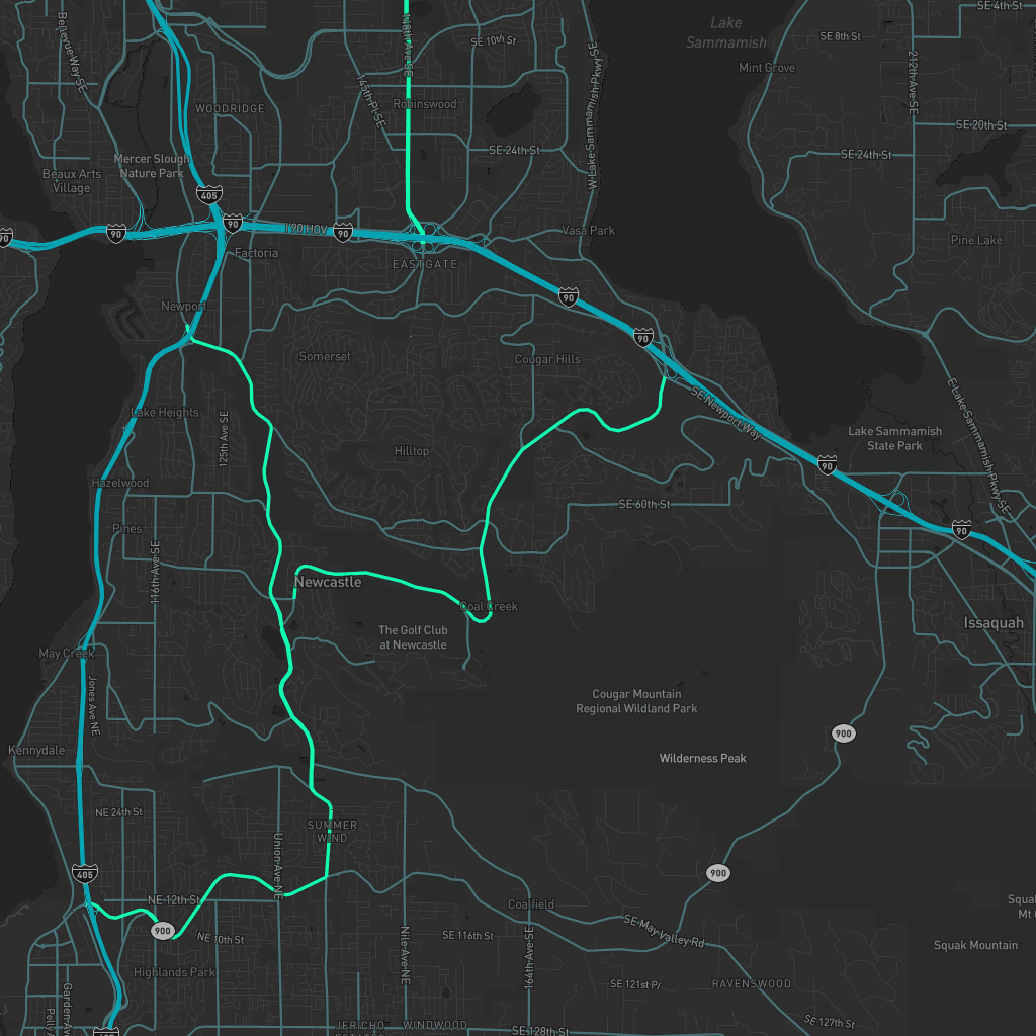 Lake
Sammamish
SE 4th St
Bellevue Way SE
148th Ave SE
SE 10th St
SE 8th St
Mint Grove
212th Ave SE
145th Pl SE
W Lake Sammamish Pkwy SE
WOODRIDGE
Robinswood
SE 20th St
SE 24th St
SE 24th St
Mercer Slough
Nature Park
Beaux Arts
Village
405
90
90
90
I 90 HOV
90
Vasa Park
Pine Lake
Factoria
EASTGATE
90
Newport
90
Somerset
Cougar Hills
E Lake Sammamish Pkwy SE
SE Newport Way
Lake Heights
125th Ave SE
Lake Sammamish
State Park
Hilltop
90
Hazelwood
SE 60th St
Pines
90
116th Ave SE
Newcastle
Coal Creek
The Golf Club
at Newcastle
Issaquah
May Creek
Jones Ave NE
Cougar Mountain
Regional Wildland Park
900
Kennydale
Wilderness Peak
NE 24th St
SUMMER
WIND
Union Ave NE
405
900
NE 12th St
Coalfield
Squak Mountain
900
NE 10th St
SE 116th St
SE May Valley Rd
Nile Ave NE
164th Ave SE
Highlands Park
SE 121st Pl
RAVENSWOOD
Garden Ave
JERICHO
WINDWOOD
SE 128th St
SE 127th St